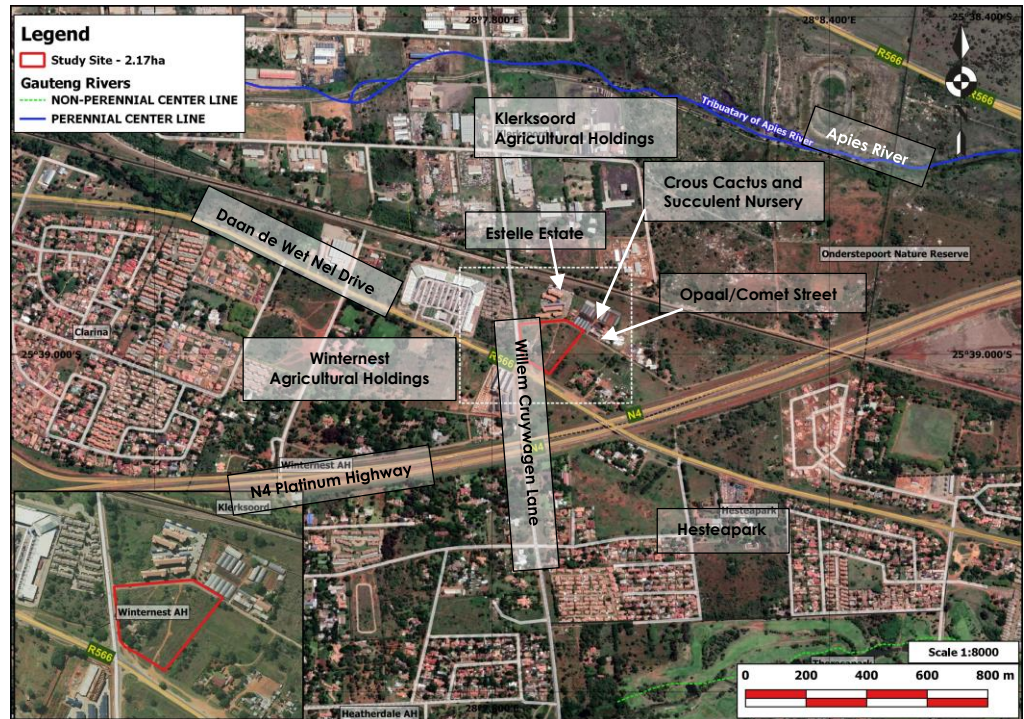 Legend
Study Site - 2.17ha
Gauteng Rivers
NON-PERENNIAL CENTER LINE
PERENNIAL CENTER LINE
28°7.800'E
28°8.400'E
25°38.400'S
R566
R566
Klerksoord
Agricultural Holdings
Tributatary of Apies River
Apies River
Crous Cactus and
Succulent Nursery
Daan de Wet Nel Drive
Estelle Estate
Onderstepoort Nature Reserve
Opaal/Comet Street
Clarina
25°39.000'S
25°39.000'S
Winternest
Agricultural Holdings
R566
Willem Cruywagen Lane
N4
N4
Winternest AH
N4 Platinum Highway
Klerksoord
Hesteapark
Hesteapark
Winternest AH
R566
Scale 1:8000
0 200 400 600 800 m
Heatherdale AH